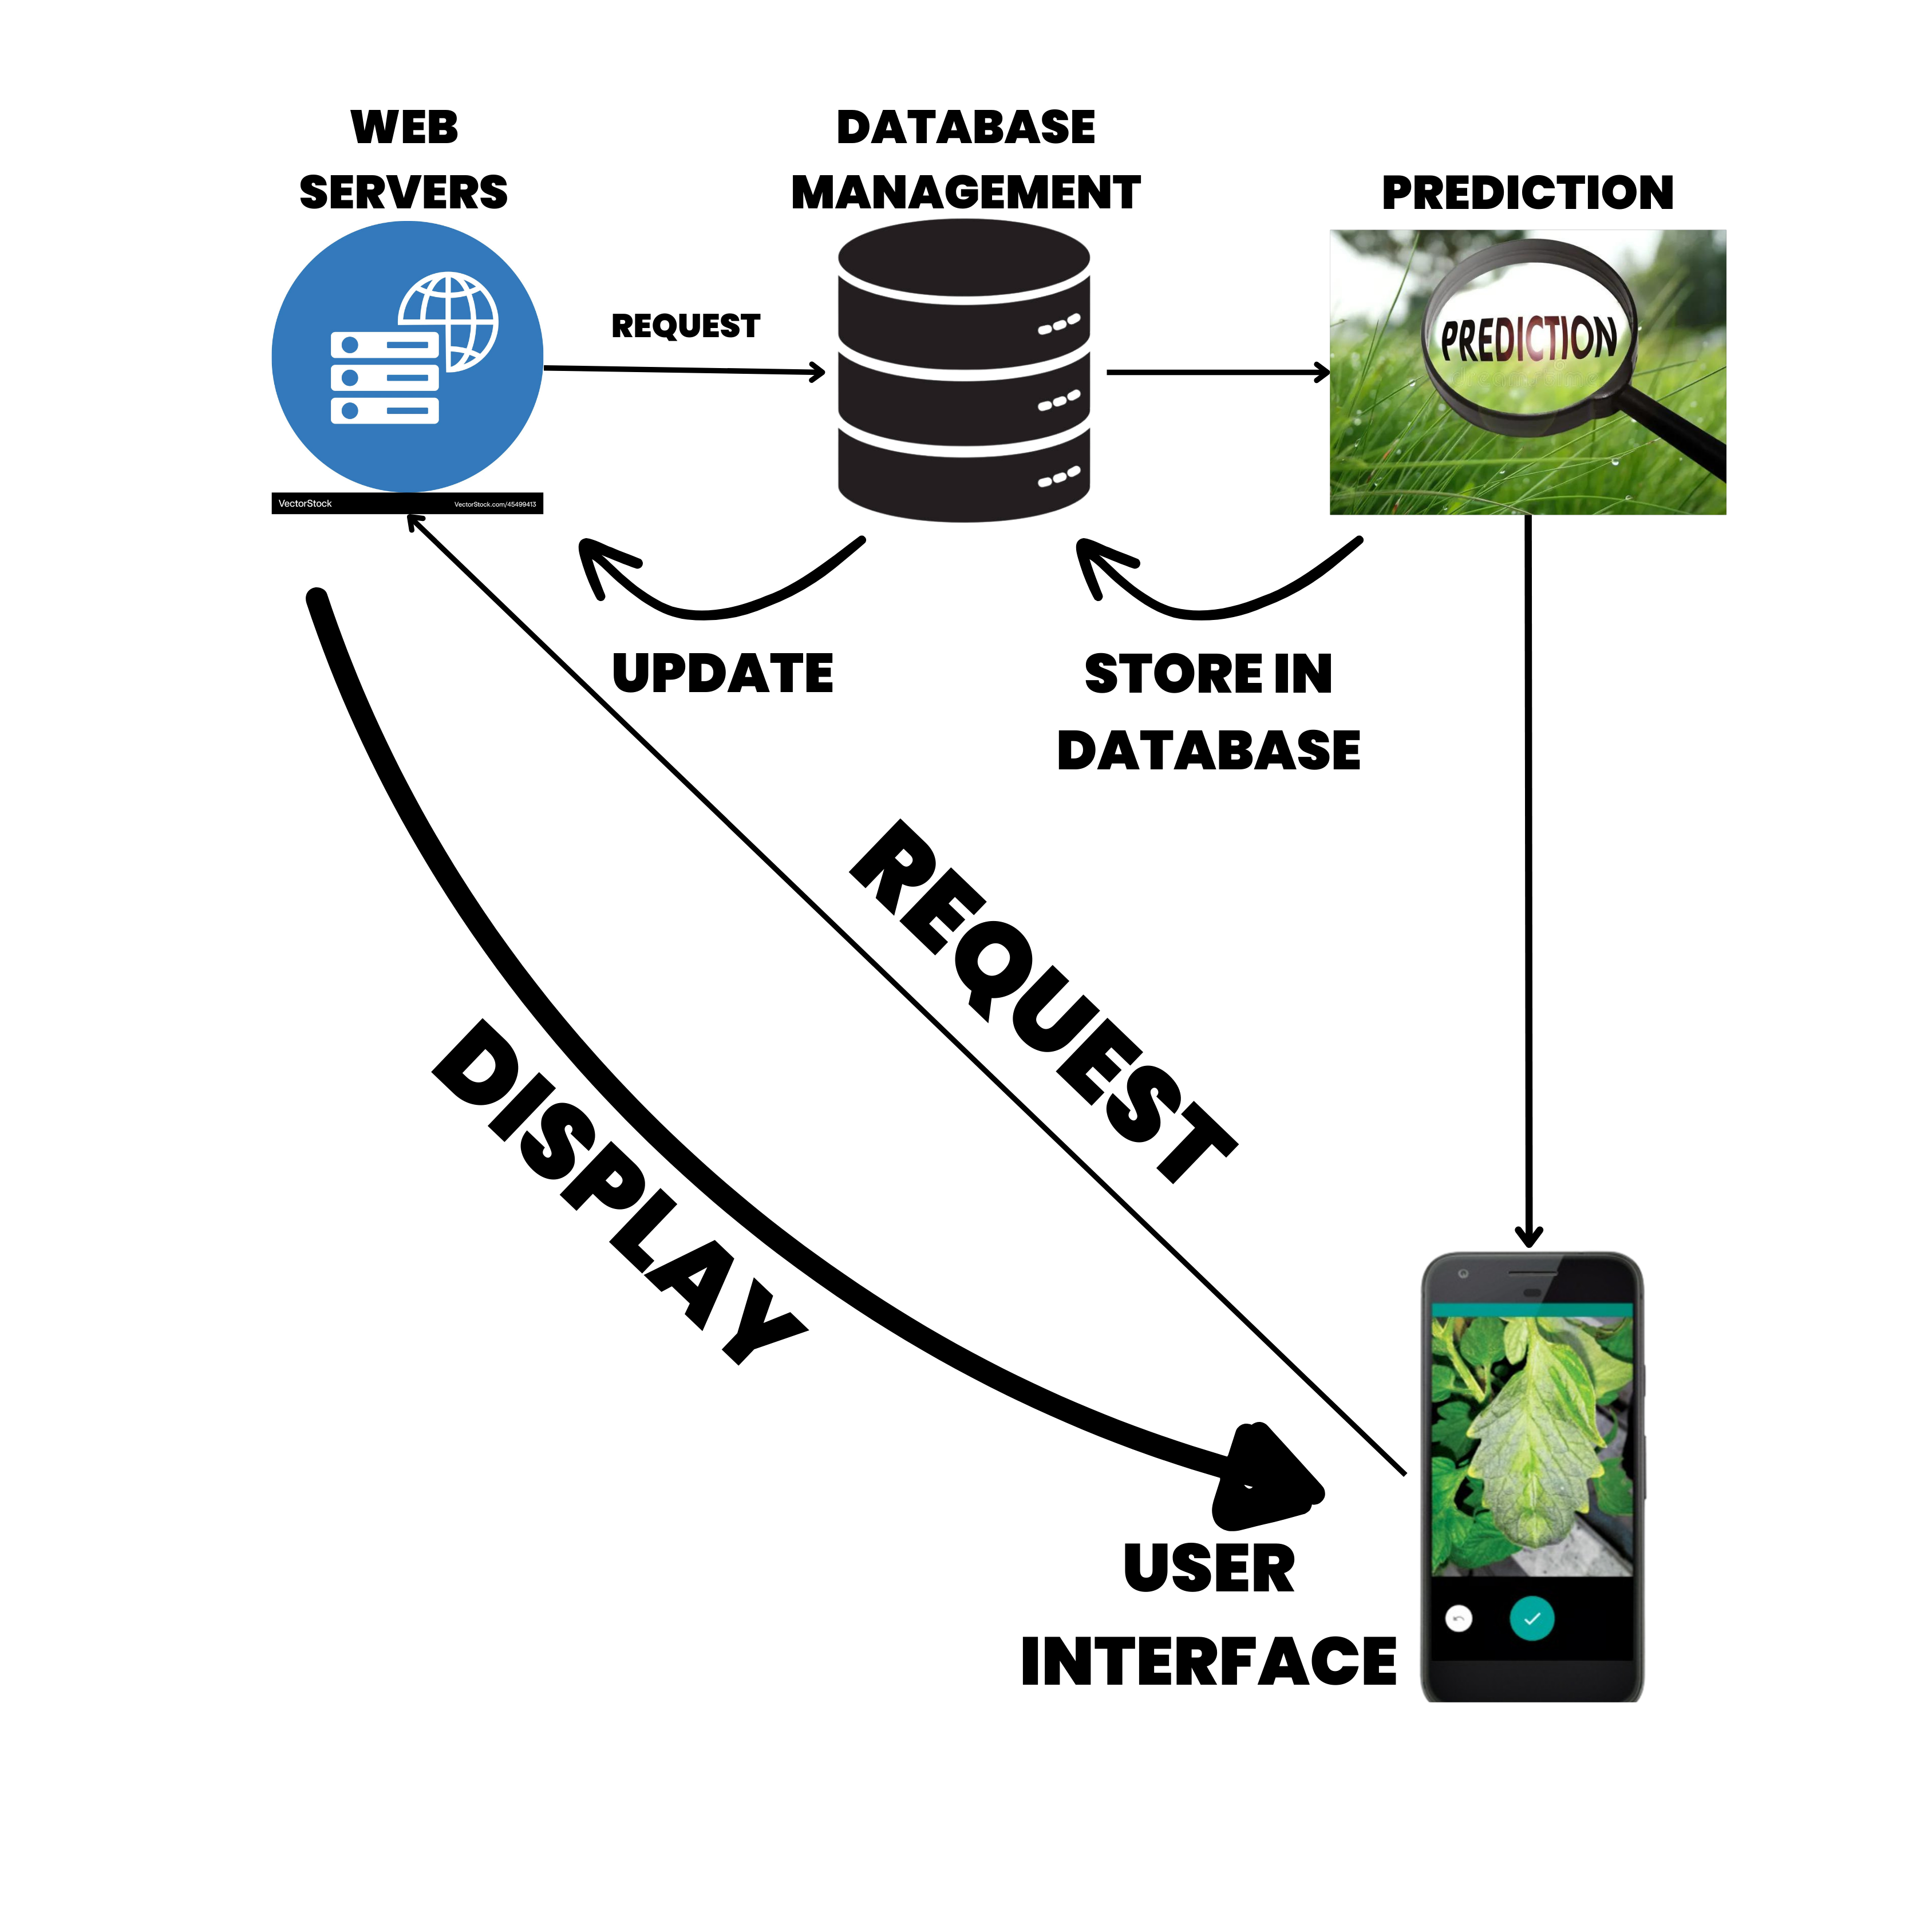 WEB
SERVERS
DATABASE
MANAGEMENT
PREDICTION
REQUEST
PREDICTION
VectorStock
VectorStock.com/45499413
UPDATE
STORE IN
DATABASE
REQUEST
DISPLAY
USER
INTERFACE